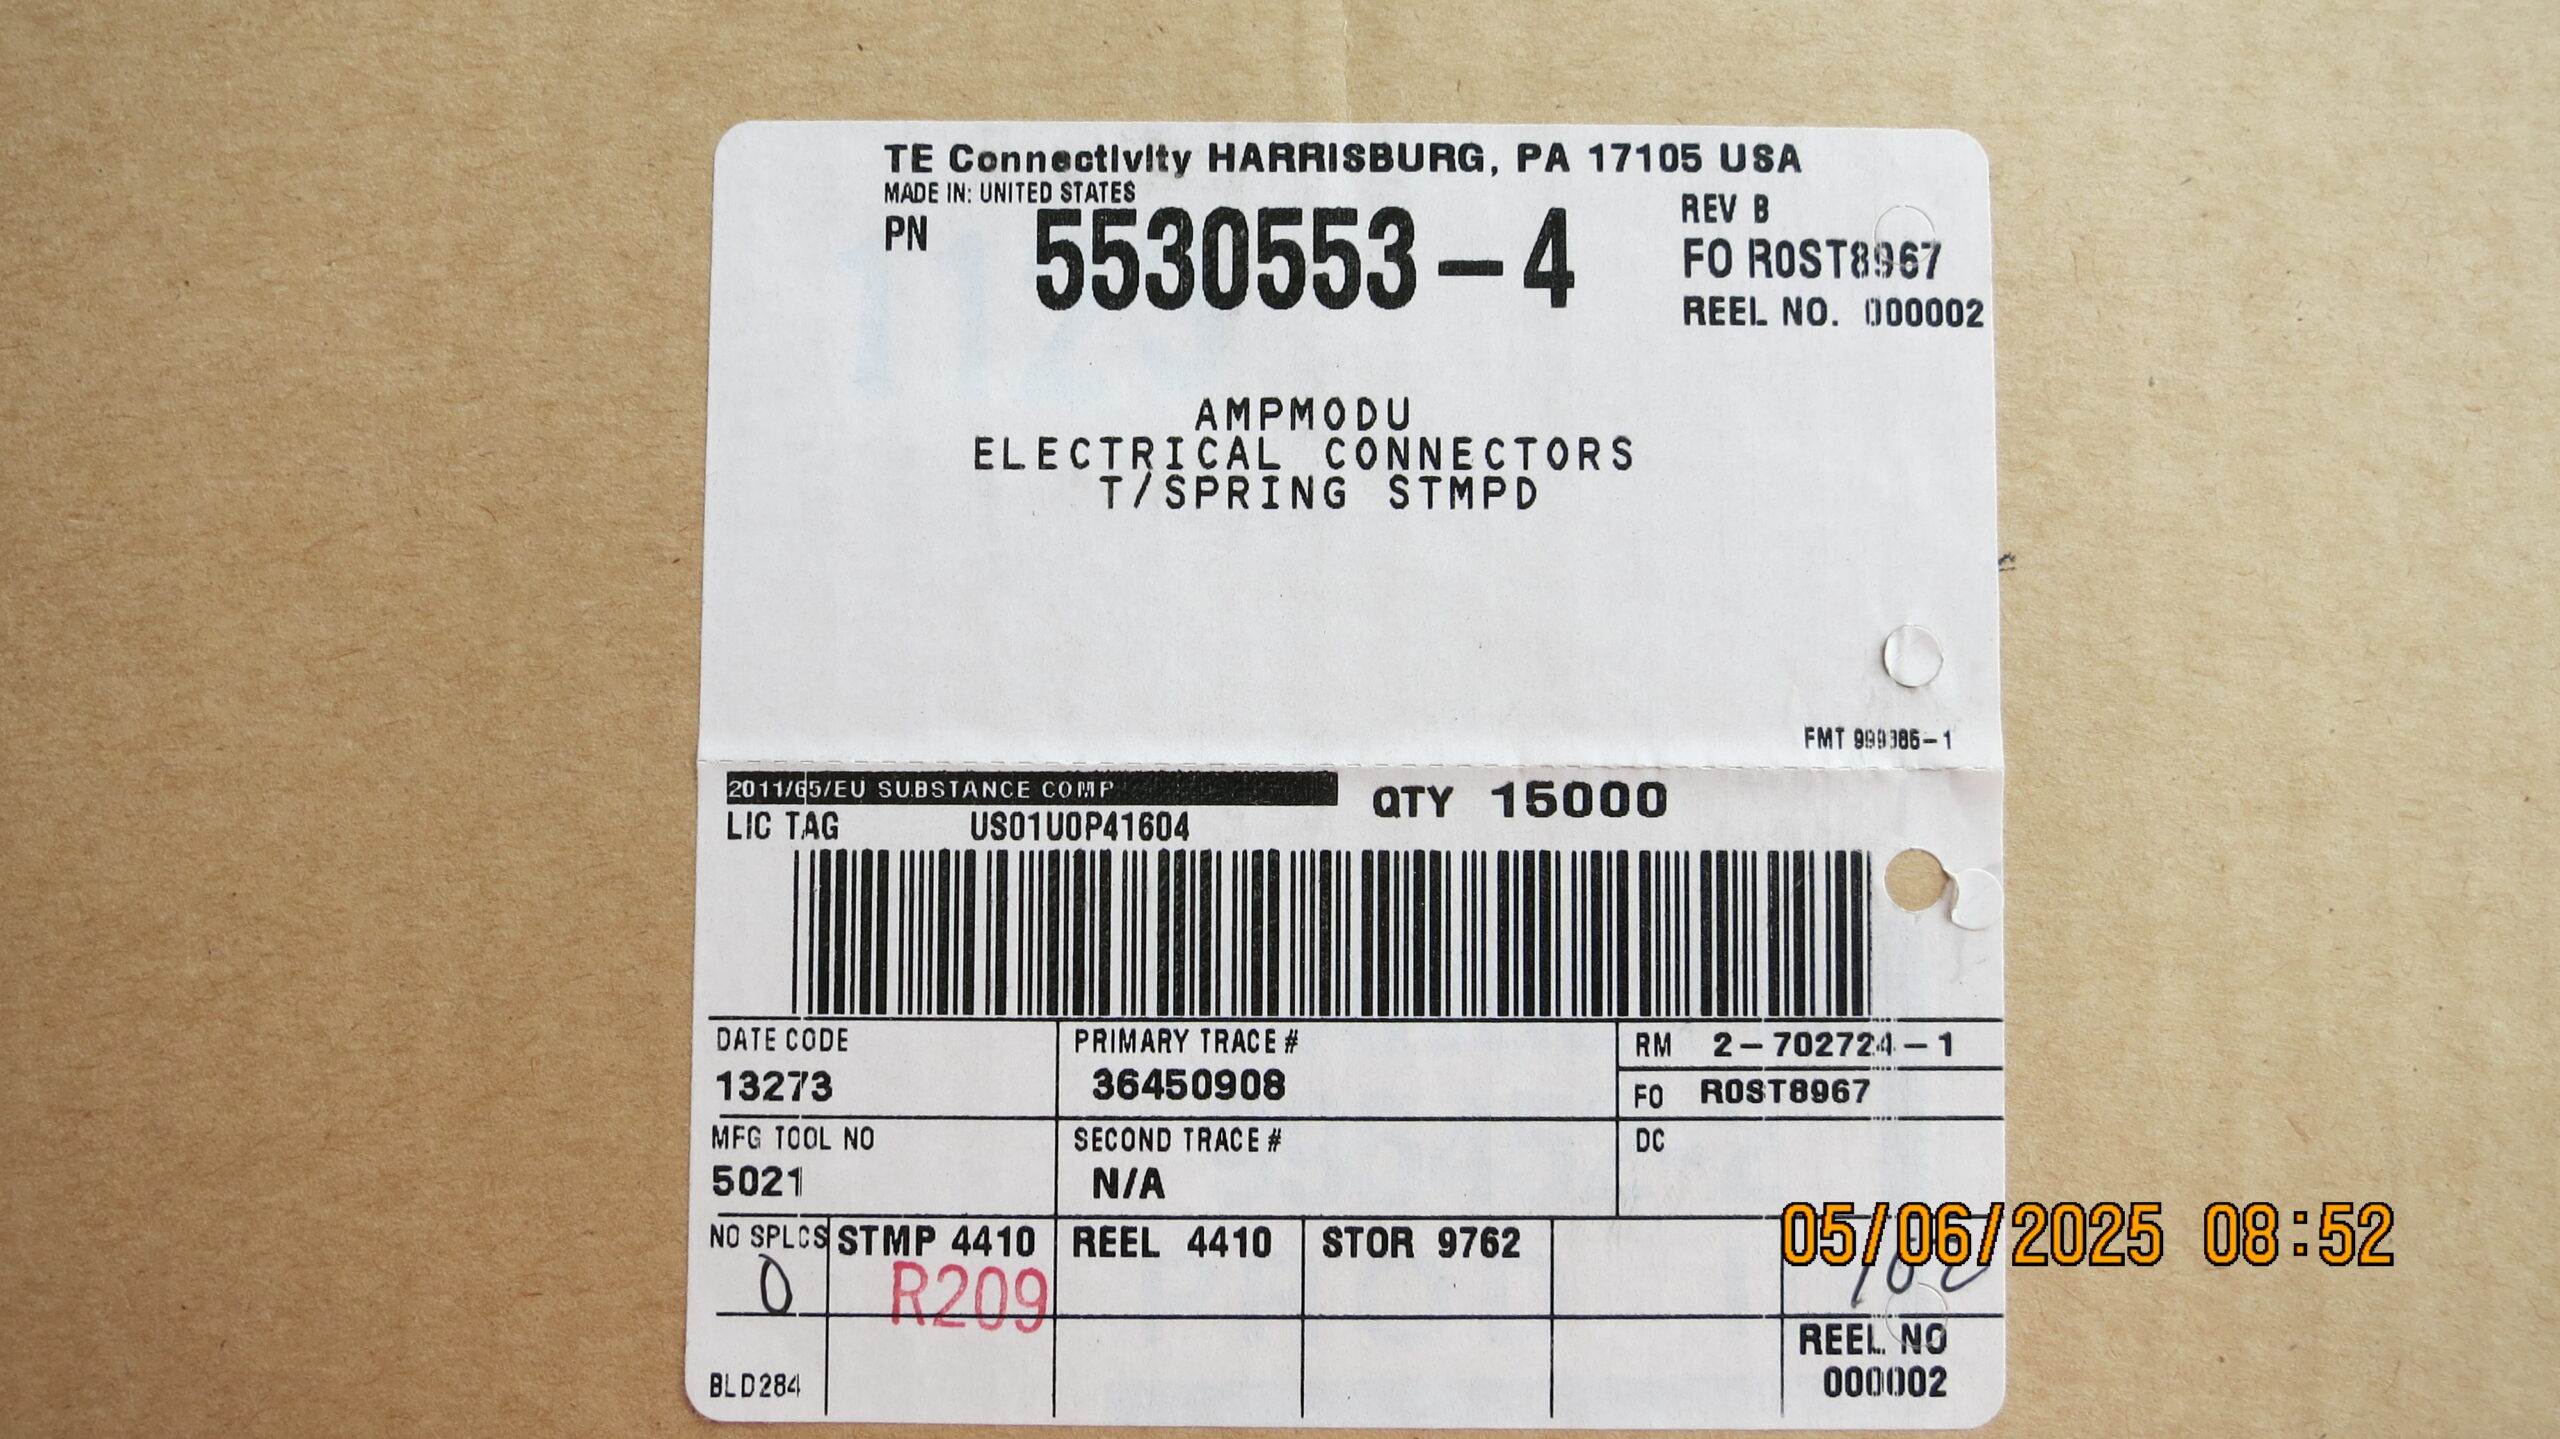 TE Connectivity HARRISBURG, PA 17105 USA
MADE IN: UNITED STATES
PN 5530553-4
REV B
FO R0ST8967
REEL NO. 000002
AMPMODU
ELECTRICAL CONNECTORS
T/SPRING STMPD
2011/65/EU SUBSTANCE COMP
QTY 15000
LIC TAG US01U0P41604
DATE CODE
13273
PRIMARY TRACE #
36450908
RM 2-702724-1
FO R0ST8967
MFG TOOL NO
5021
SECOND TRACE #
N/A
DC
05/06/2025 08:52
NO SPLCS
0
STMP 4410
R209
REEL 4410
STOR 9762
REEL NO
000002
BLD284
FMT